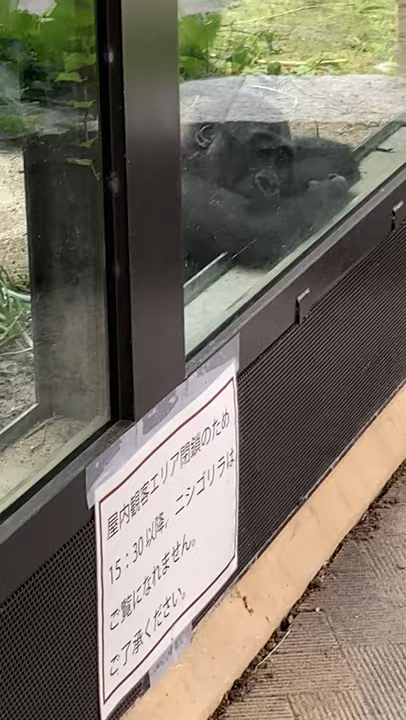 屋内観客エリア閉鎖のため
15：30以降，ニシゴリラは
ご覧になれません。
ご了承ください。